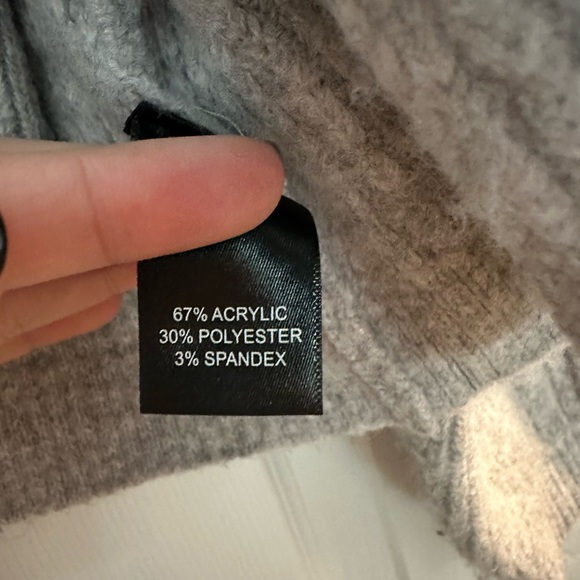 67% ACRYLIC
30% POLYESTER
3% SPANDEX